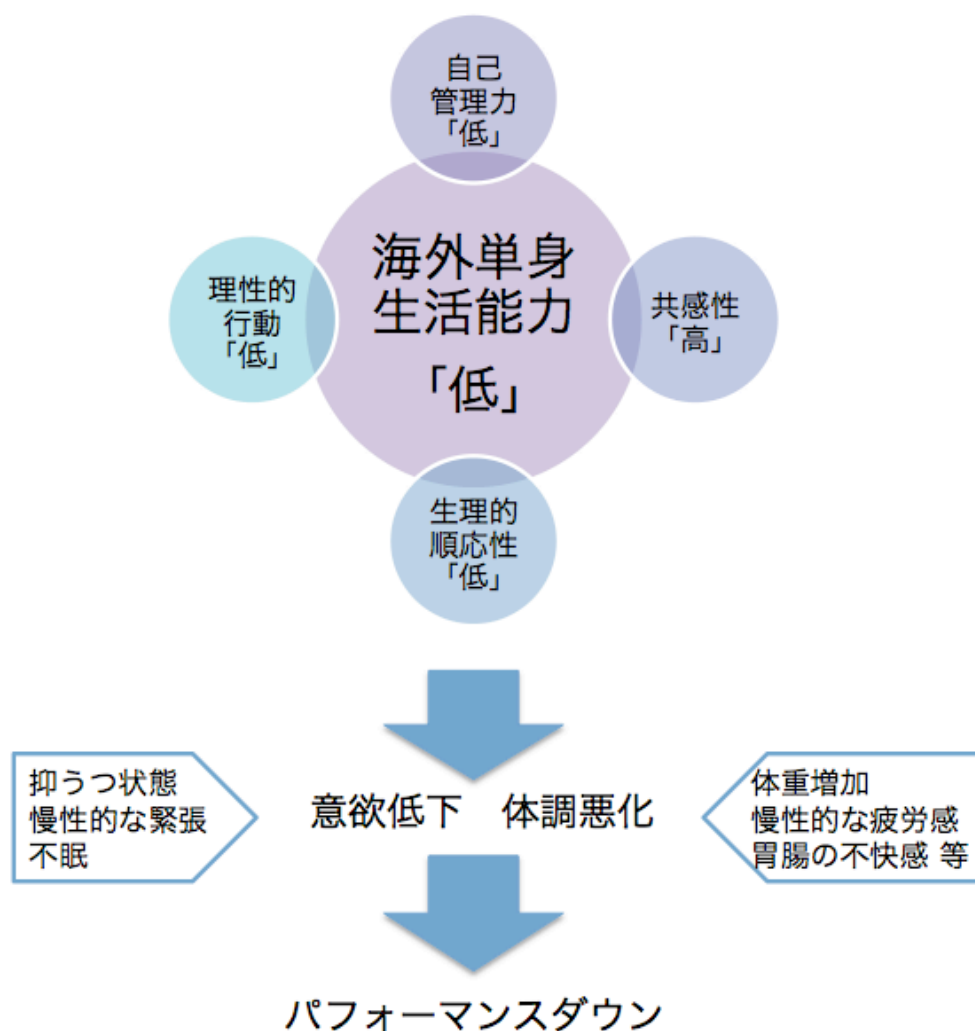 自己
管理力
「低」
海外単身
生活能力
「低」
理性的
行動
「低」
共感性
「高」
生理的
順応性
「低」
抑うつ状態
慢性的な緊張
不眠
意欲低下　体調悪化
体重増加
慢性的な疲労感
胃腸の不快感 等
パフォーマンスダウン